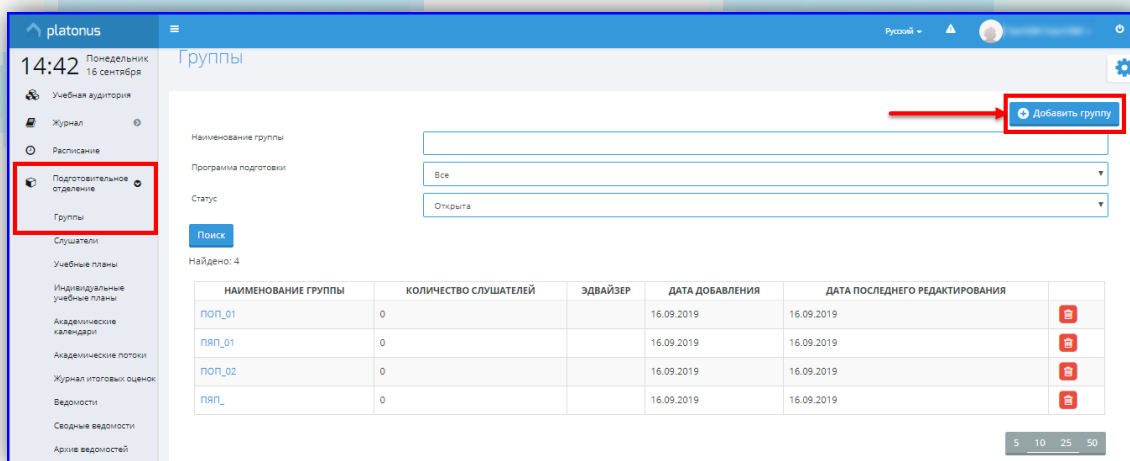 platonus
Русский
14:42 Понедельник
16 сентября
Группы
Учебная аудитория
Журнал
Расписание
Подготовительное
отделение
Группы
Слушатели
Учебные планы
Индивидуальные
учебные планы
Академические
календари
Академические потоки
Журнал итоговых оценок
Ведомости
Сводные ведомости
Архив ведомостей
Добавить группу
Наименование группы
Программа подготовки
Все
Статус
Открыта
Поиск
Найдено: 4
НАИМЕНОВАНИЕ ГРУППЫ КОЛИЧЕСТВО СЛУШАТЕЛЕЙ ЭДВАЙЗЕР ДАТА ДОБАВЛЕНИЯ ДАТА ПОСЛЕДНЕГО РЕДАКТИРОВАНИЯ
ПОП_01 0 16.09.2019 16.09.2019
ПЯП_01 0 16.09.2019 16.09.2019
ПОП_02 0 16.09.2019 16.09.2019
ПЯП_ 0 16.09.2019 16.09.2019
5 10 25 50